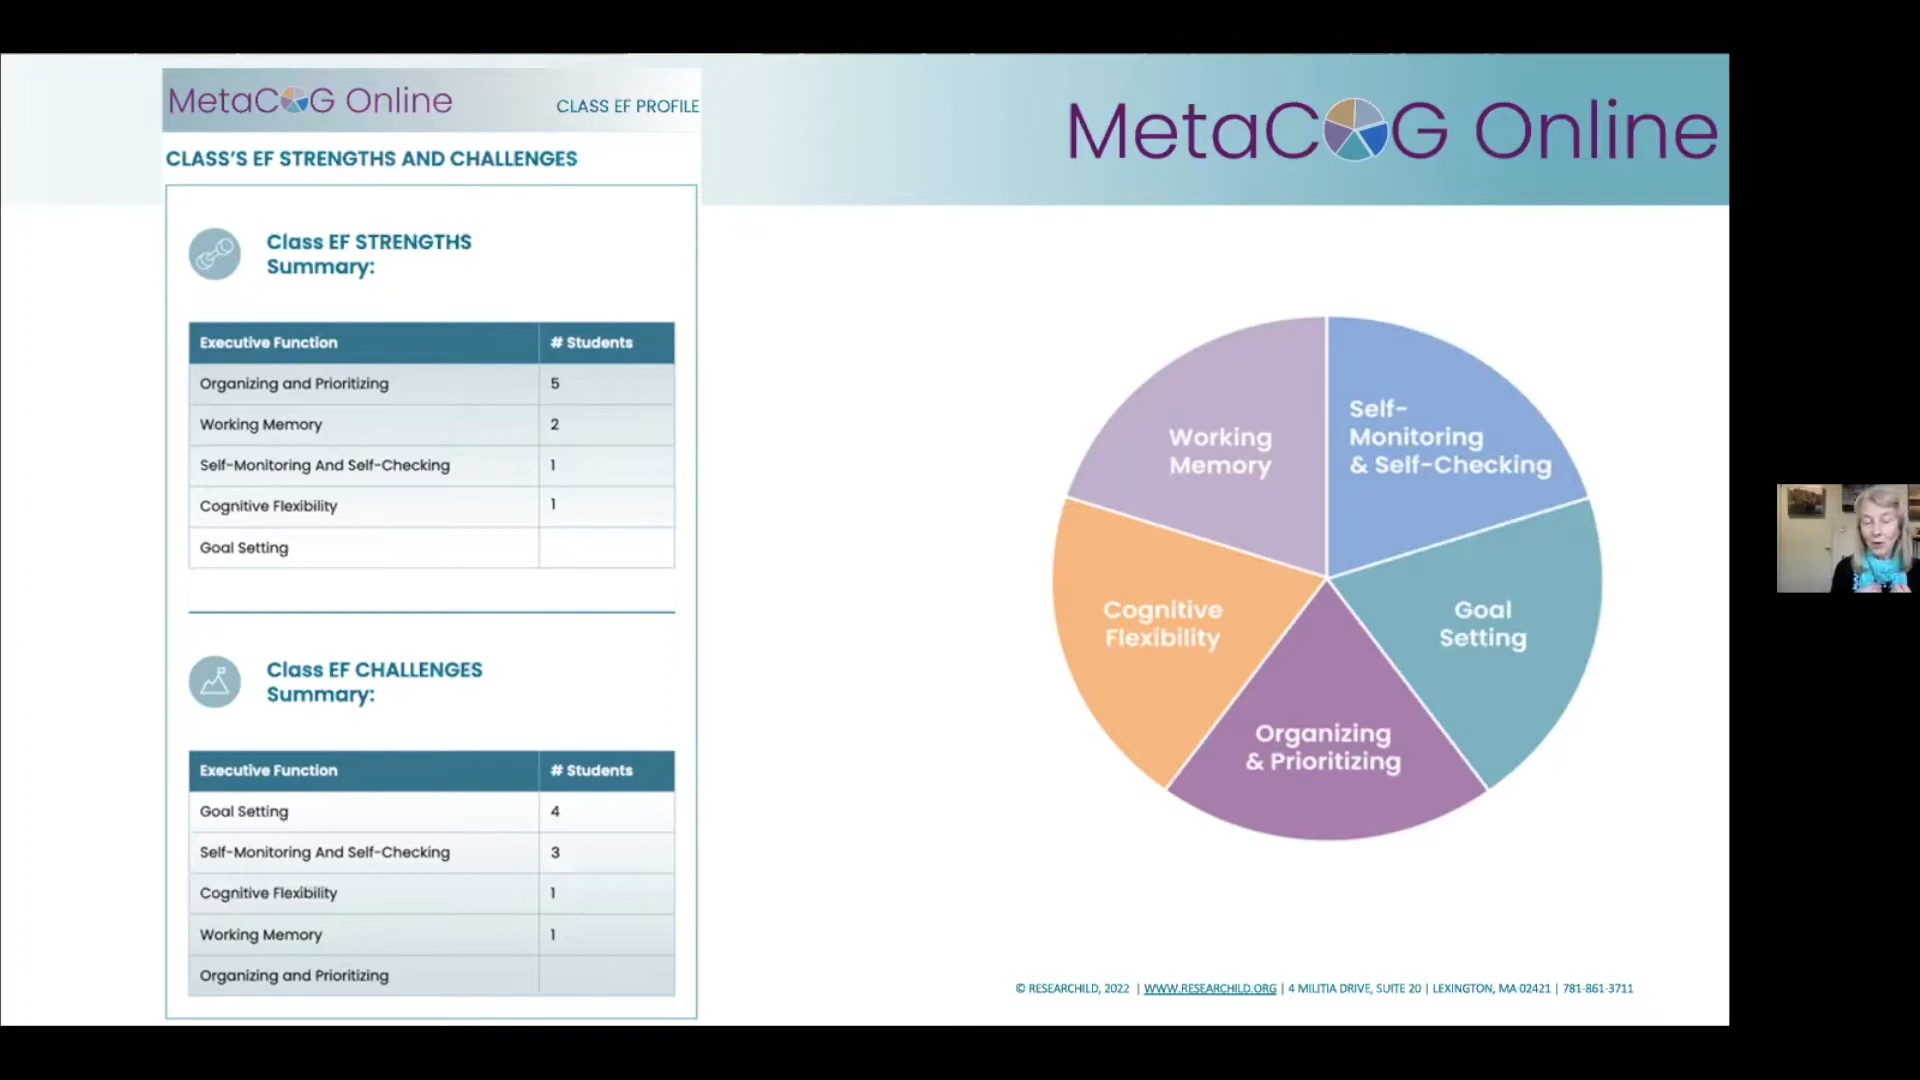 MetaCOG Online
CLASS EF PROFILE
CLASS'S EF STRENGTHS AND CHALLENGES
Class EF STRENGTHS
Summary:
Executive Function # Students
Organizing and Prioritizing 5
Working Memory 2
Self-Monitoring And Self-Checking 1
Cognitive Flexibility 1
Goal Setting
Class EF CHALLENGES
Summary:
Executive Function # Students
Goal Setting 4
Self-Monitoring And Self-Checking 3
Cognitive Flexibility 1
Working Memory 1
Organizing and Prioritizing
MetaCOG Online
Working
Memory
Self-
Monitoring
& Self-Checking
Cognitive
Flexibility
Goal
Setting
Organizing
& Prioritizing
© RESEARCHILD, 2022 | WWW.RESEARCHILD.ORG | 4 MILITIA DRIVE, SUITE 20 | LEXINGTON, MA 02421 | 781-861-3711